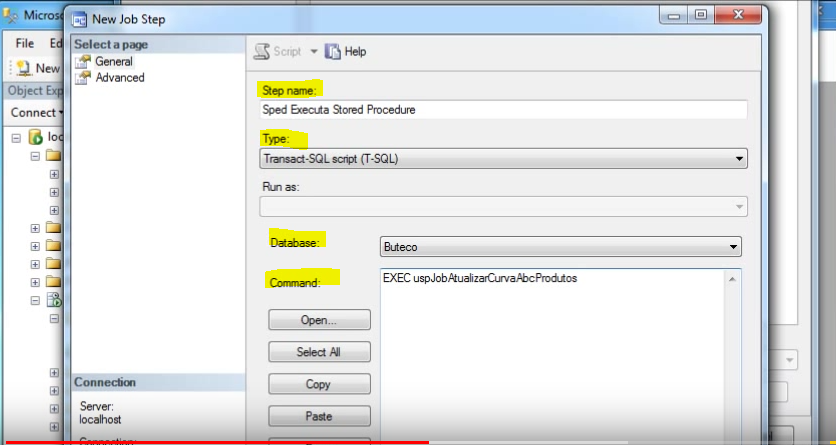 Microso
New Job Step
File Ed
Select a page
General
Advanced
Script Help
New
Object Exp
Connect
loc
Step name:
Sped Executa Stored Procedure
Type:
Transact-SQL script (T-SQL)
Run as:
Database:
Buteco
Command:
EXEC uspJobAtualizarCurvaAbcProdutos
Open...
Select All
Copy
Paste
Connection
Server:
localhost
Connection: